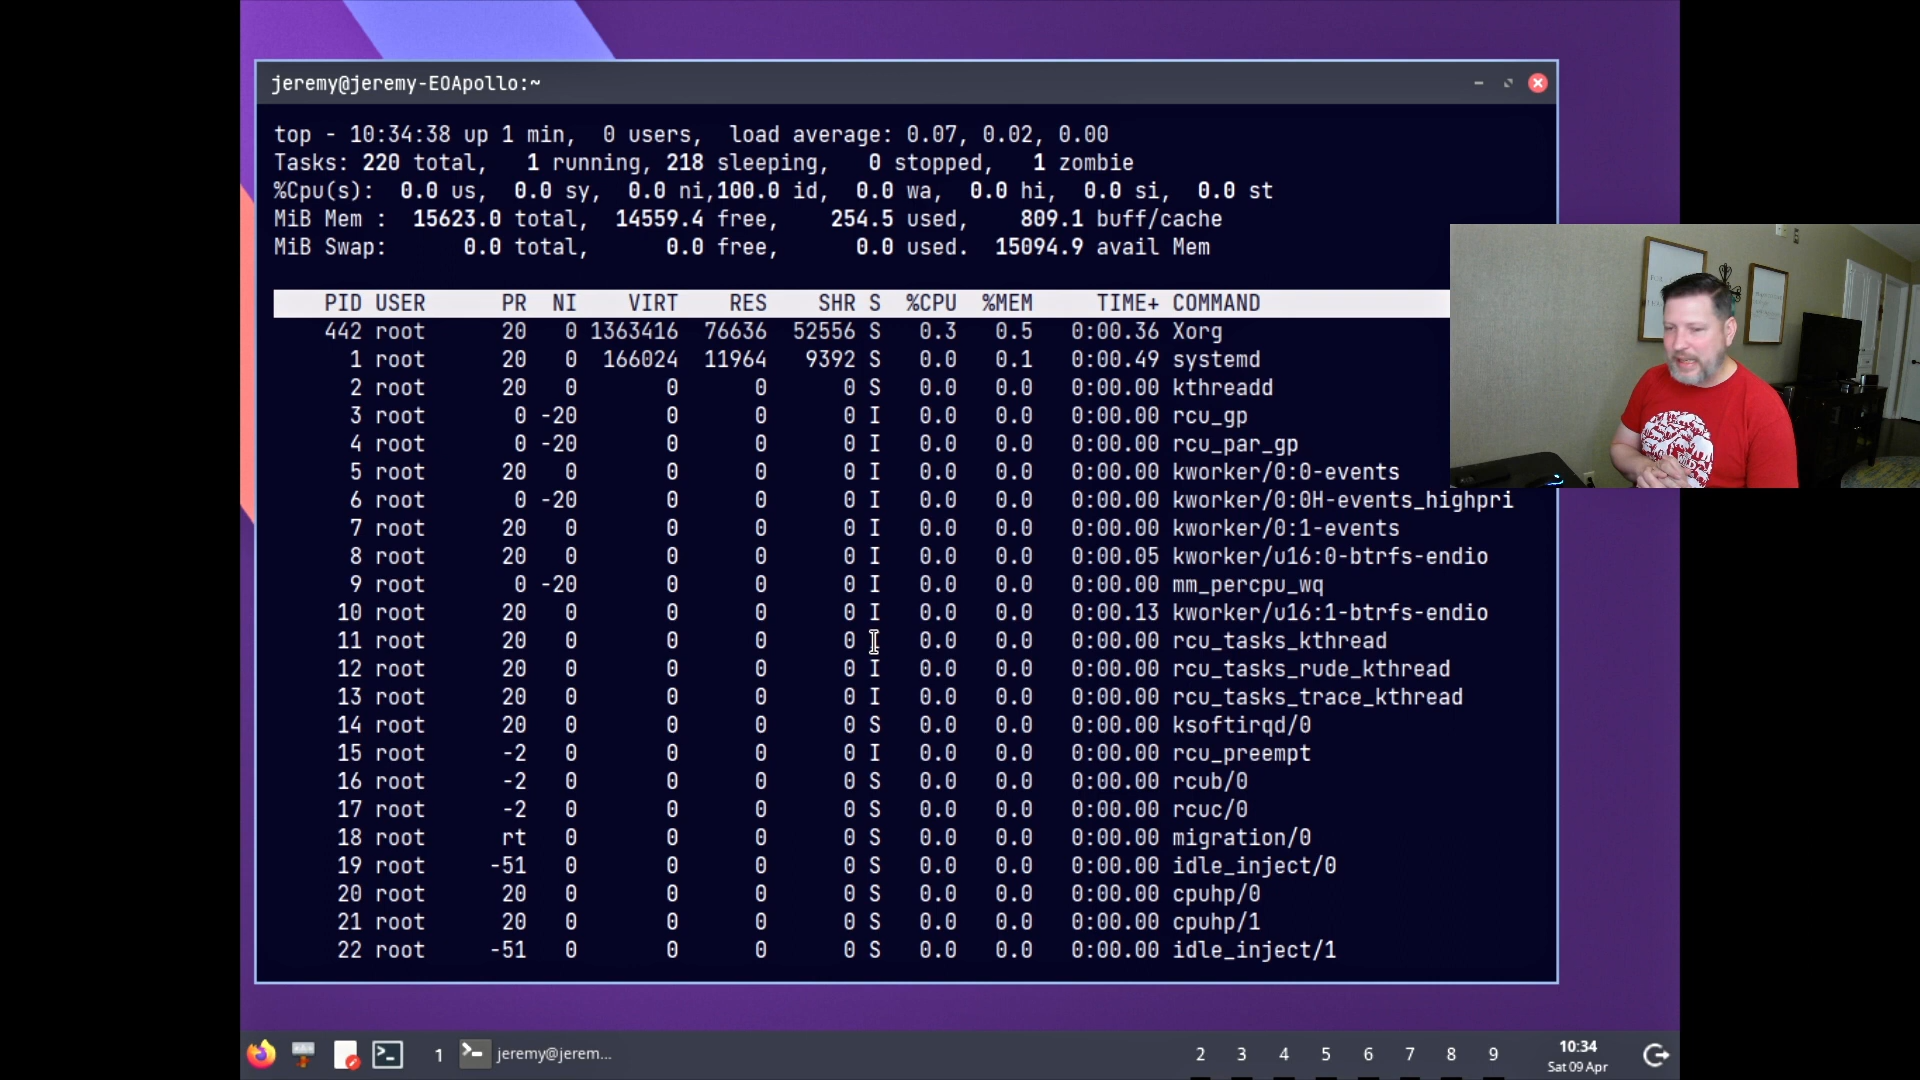 jeremy@jeremy-EOApollo:~
top - 10:34:38 up 1 min,  0 users,  load average: 0.07, 0.02, 0.00
Tasks: 220 total,   1 running, 218 sleeping,   0 stopped,   1 zombie
%Cpu(s):  0.0 us,  0.0 sy,  0.0 ni,100.0 id,  0.0 wa,  0.0 hi,  0.0 si,  0.0 st
MiB Mem :  15623.0 total,  14559.4 free,    254.5 used,    809.1 buff/cache
MiB Swap:      0.0 total,      0.0 free,      0.0 used.  15094.9 avail Mem
PID USER PR NI VIRT RES SHR S %CPU %MEM TIME+ COMMAND
442 root 20 0 1363416 76636 52556 S 0.3 0.5 0:00.36 Xorg
1 root 20 0 166024 11964 9392 S 0.0 0.1 0:00.49 systemd
2 root 20 0 0 0 0 S 0.0 0.0 0:00.00 kthreadd
3 root 0 -20 0 0 0 I 0.0 0.0 0:00.00 rcu_gp
4 root 0 -20 0 0 0 I 0.0 0.0 0:00.00 rcu_par_gp
5 root 20 0 0 0 0 I 0.0 0.0 0:00.00 kworker/0:0-events
6 root 0 -20 0 0 0 I 0.0 0.0 0:00.00 kworker/0:0H-events_highpri
7 root 20 0 0 0 0 I 0.0 0.0 0:00.00 kworker/0:1-events
8 root 20 0 0 0 0 I 0.0 0.0 0:00.05 kworker/u16:0-btrfs-endio
9 root 0 -20 0 0 0 I 0.0 0.0 0:00.00 mm_percpu_wq
10 root 20 0 0 0 0 I 0.0 0.0 0:00.13 kworker/u16:1-btrfs-endio
11 root 20 0 0 0 0 0.0 0.0 0:00.00 rcu_tasks_kthread
12 root 20 0 0 0 0 I 0.0 0.0 0:00.00 rcu_tasks_rude_kthread
13 root 20 0 0 0 0 I 0.0 0.0 0:00.00 rcu_tasks_trace_kthread
14 root 20 0 0 0 0 S 0.0 0.0 0:00.00 ksoftirqd/0
15 root -2 0 0 0 0 I 0.0 0.0 0:00.00 rcu_preempt
16 root -2 0 0 0 0 S 0.0 0.0 0:00.00 rcub/0
17 root -2 0 0 0 0 S 0.0 0.0 0:00.00 rcuc/0
18 root rt 0 0 0 0 S 0.0 0.0 0:00.00 migration/0
19 root -51 0 0 0 0 S 0.0 0.0 0:00.00 idle_inject/0
20 root 20 0 0 0 0 S 0.0 0.0 0:00.00 cpuhp/0
21 root 20 0 0 0 0 S 0.0 0.0 0:00.00 cpuhp/1
22 root -51 0 0 0 0 S 0.0 0.0 0:00.00 idle_inject/1
1 jeremy@jerem... 2 3 4 5 6 7 8 9 10:34
Sat 09 Apr